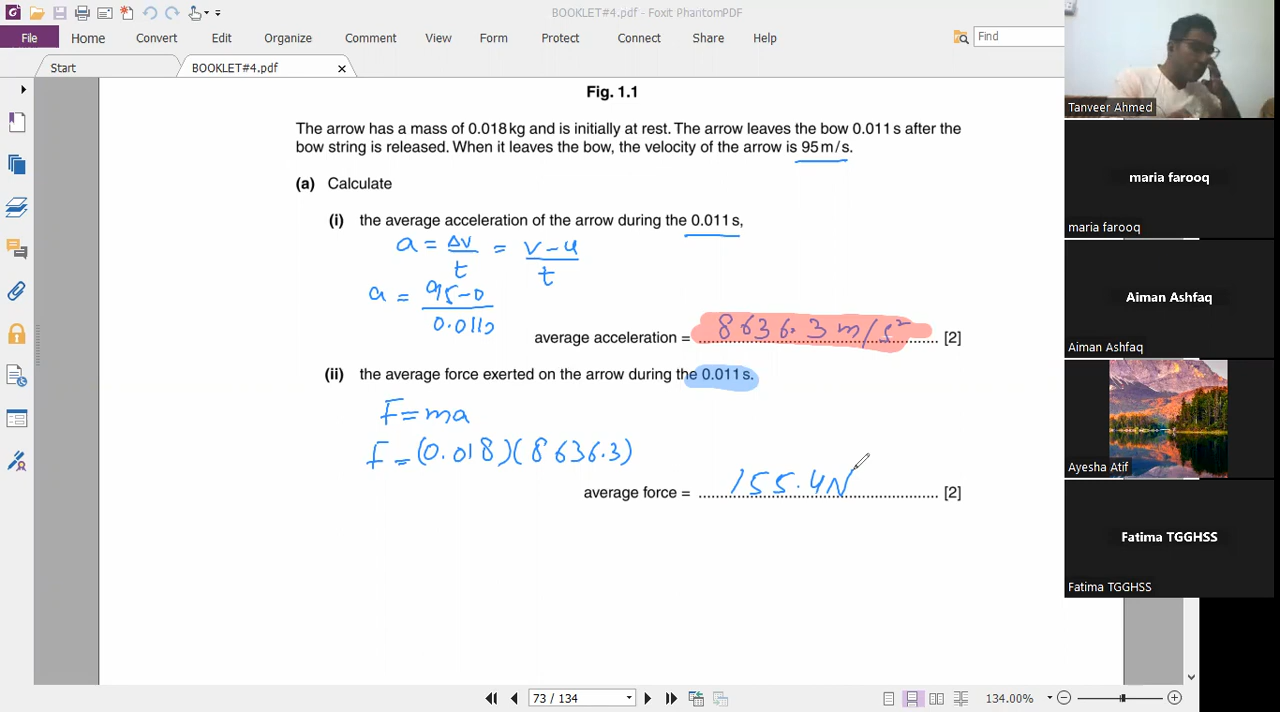 BOOKLET#4.pdf - Foxit PhantomPDF
File Home Convert Edit Organize Comment View Form Protect Connect Share Help Find
Start BOOKLET#4.pdf
Fig. 1.1
The arrow has a mass of 0.018 kg and is initially at rest. The arrow leaves the bow 0.011 s after the
bow string is released. When it leaves the bow, the velocity of the arrow is 95 m/s.
(a) Calculate
(i) the average acceleration of the arrow during the 0.011 s,
a = Δv/t = v-u/t
a = 95-0/0.011s
average acceleration = 8636.3 m/s² [2]
(ii) the average force exerted on the arrow during the 0.011 s.
F = ma
F = (0.018)(8636.3)
average force = 155.4N [2]
73 / 134
134.00%
Tanveer Ahmed
maria farooq
maria farooq
Aiman Ashfaq
Aiman Ashfaq
Ayesha Atif
Fatima TGGHSS
Fatima TGGHSS